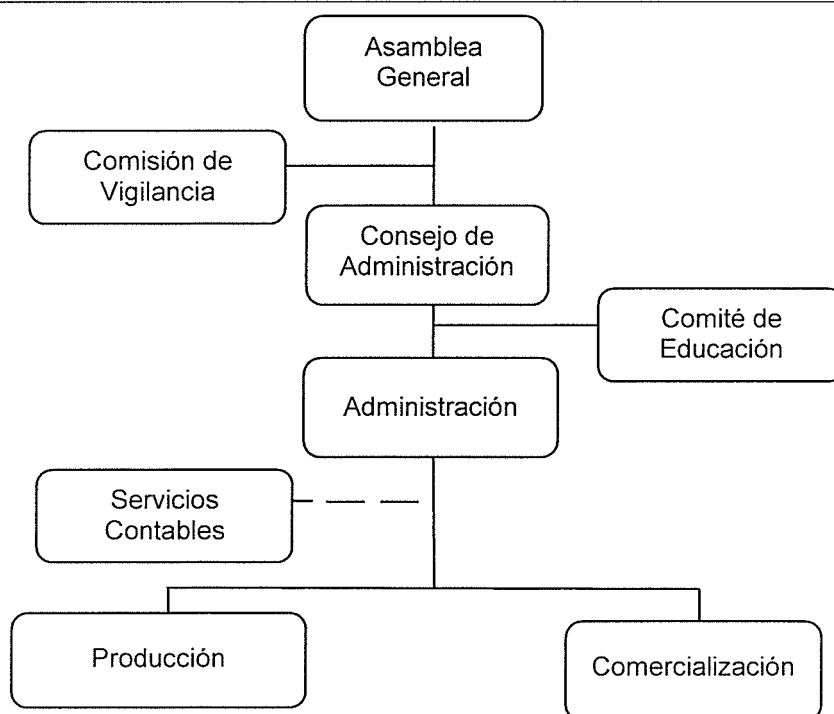 Asamblea
General
Comisión de
Vigilancia
Consejo de
Administración
Comité de
Educación
Administración
Servicios
Contables
Producción
Comercialización